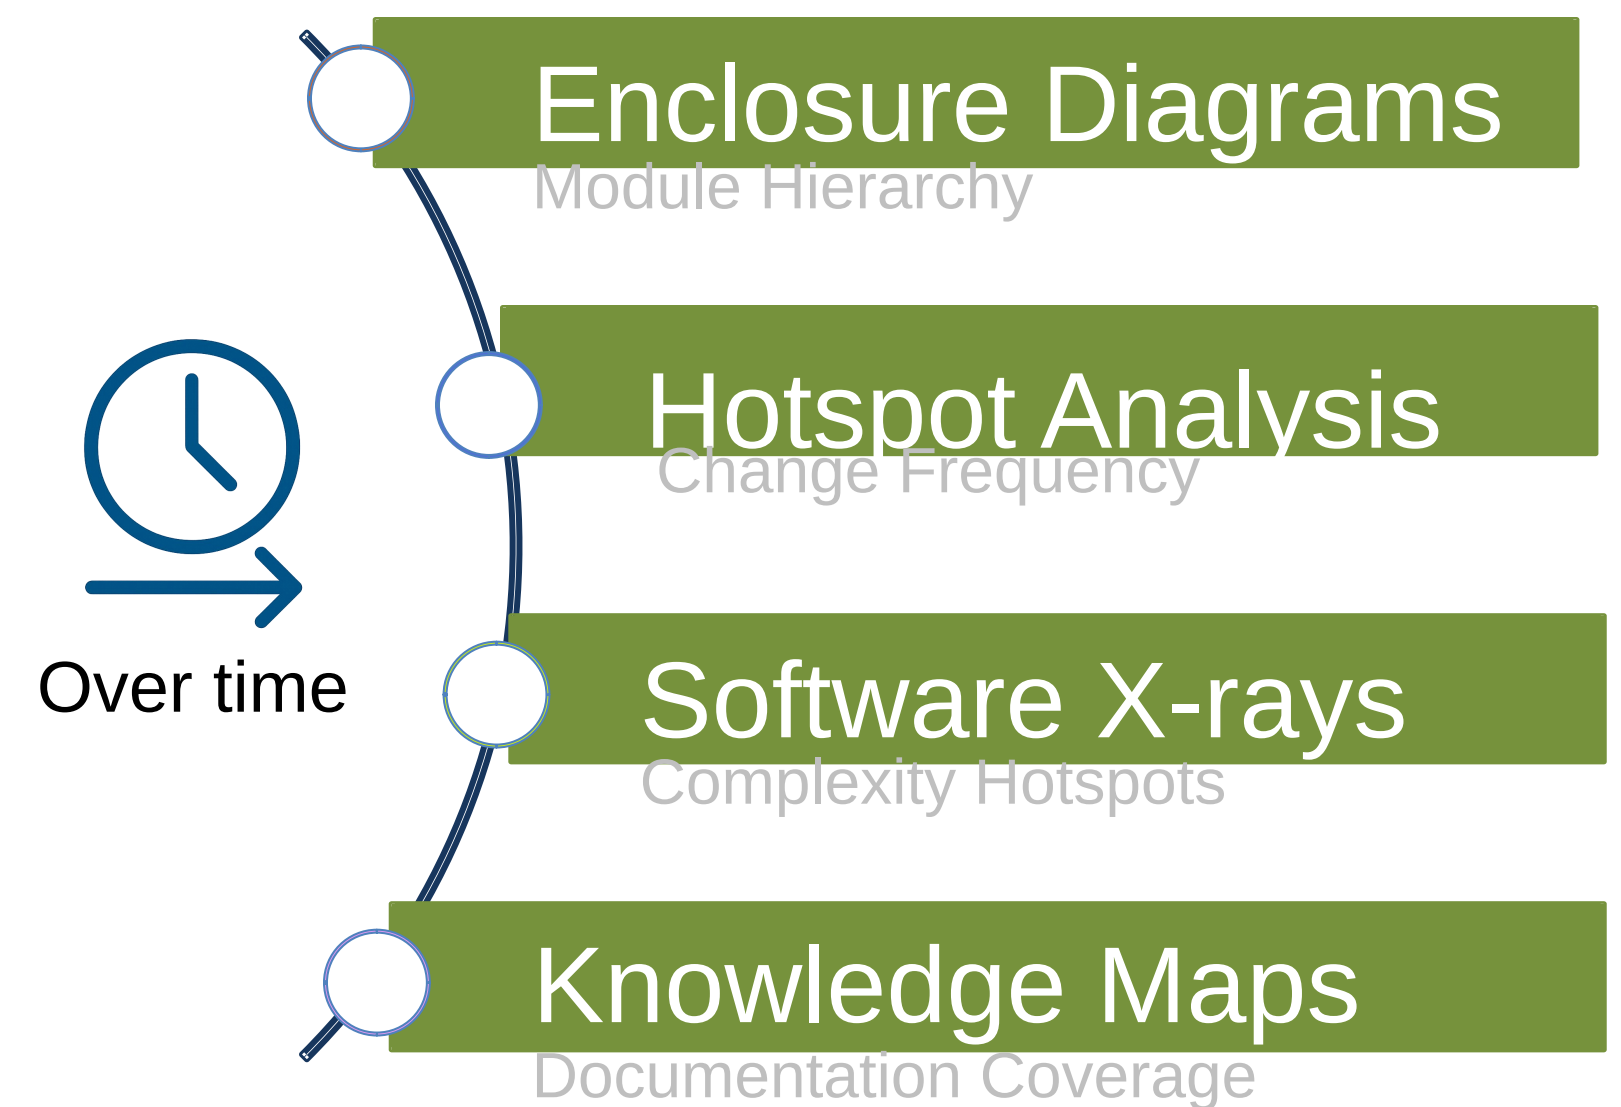 Enclosure Diagrams
Module Hierarchy
Hotspot Analysis
Change Frequency
Over time
Software X-rays
Complexity Hotspots
Knowledge Maps
Documentation Coverage